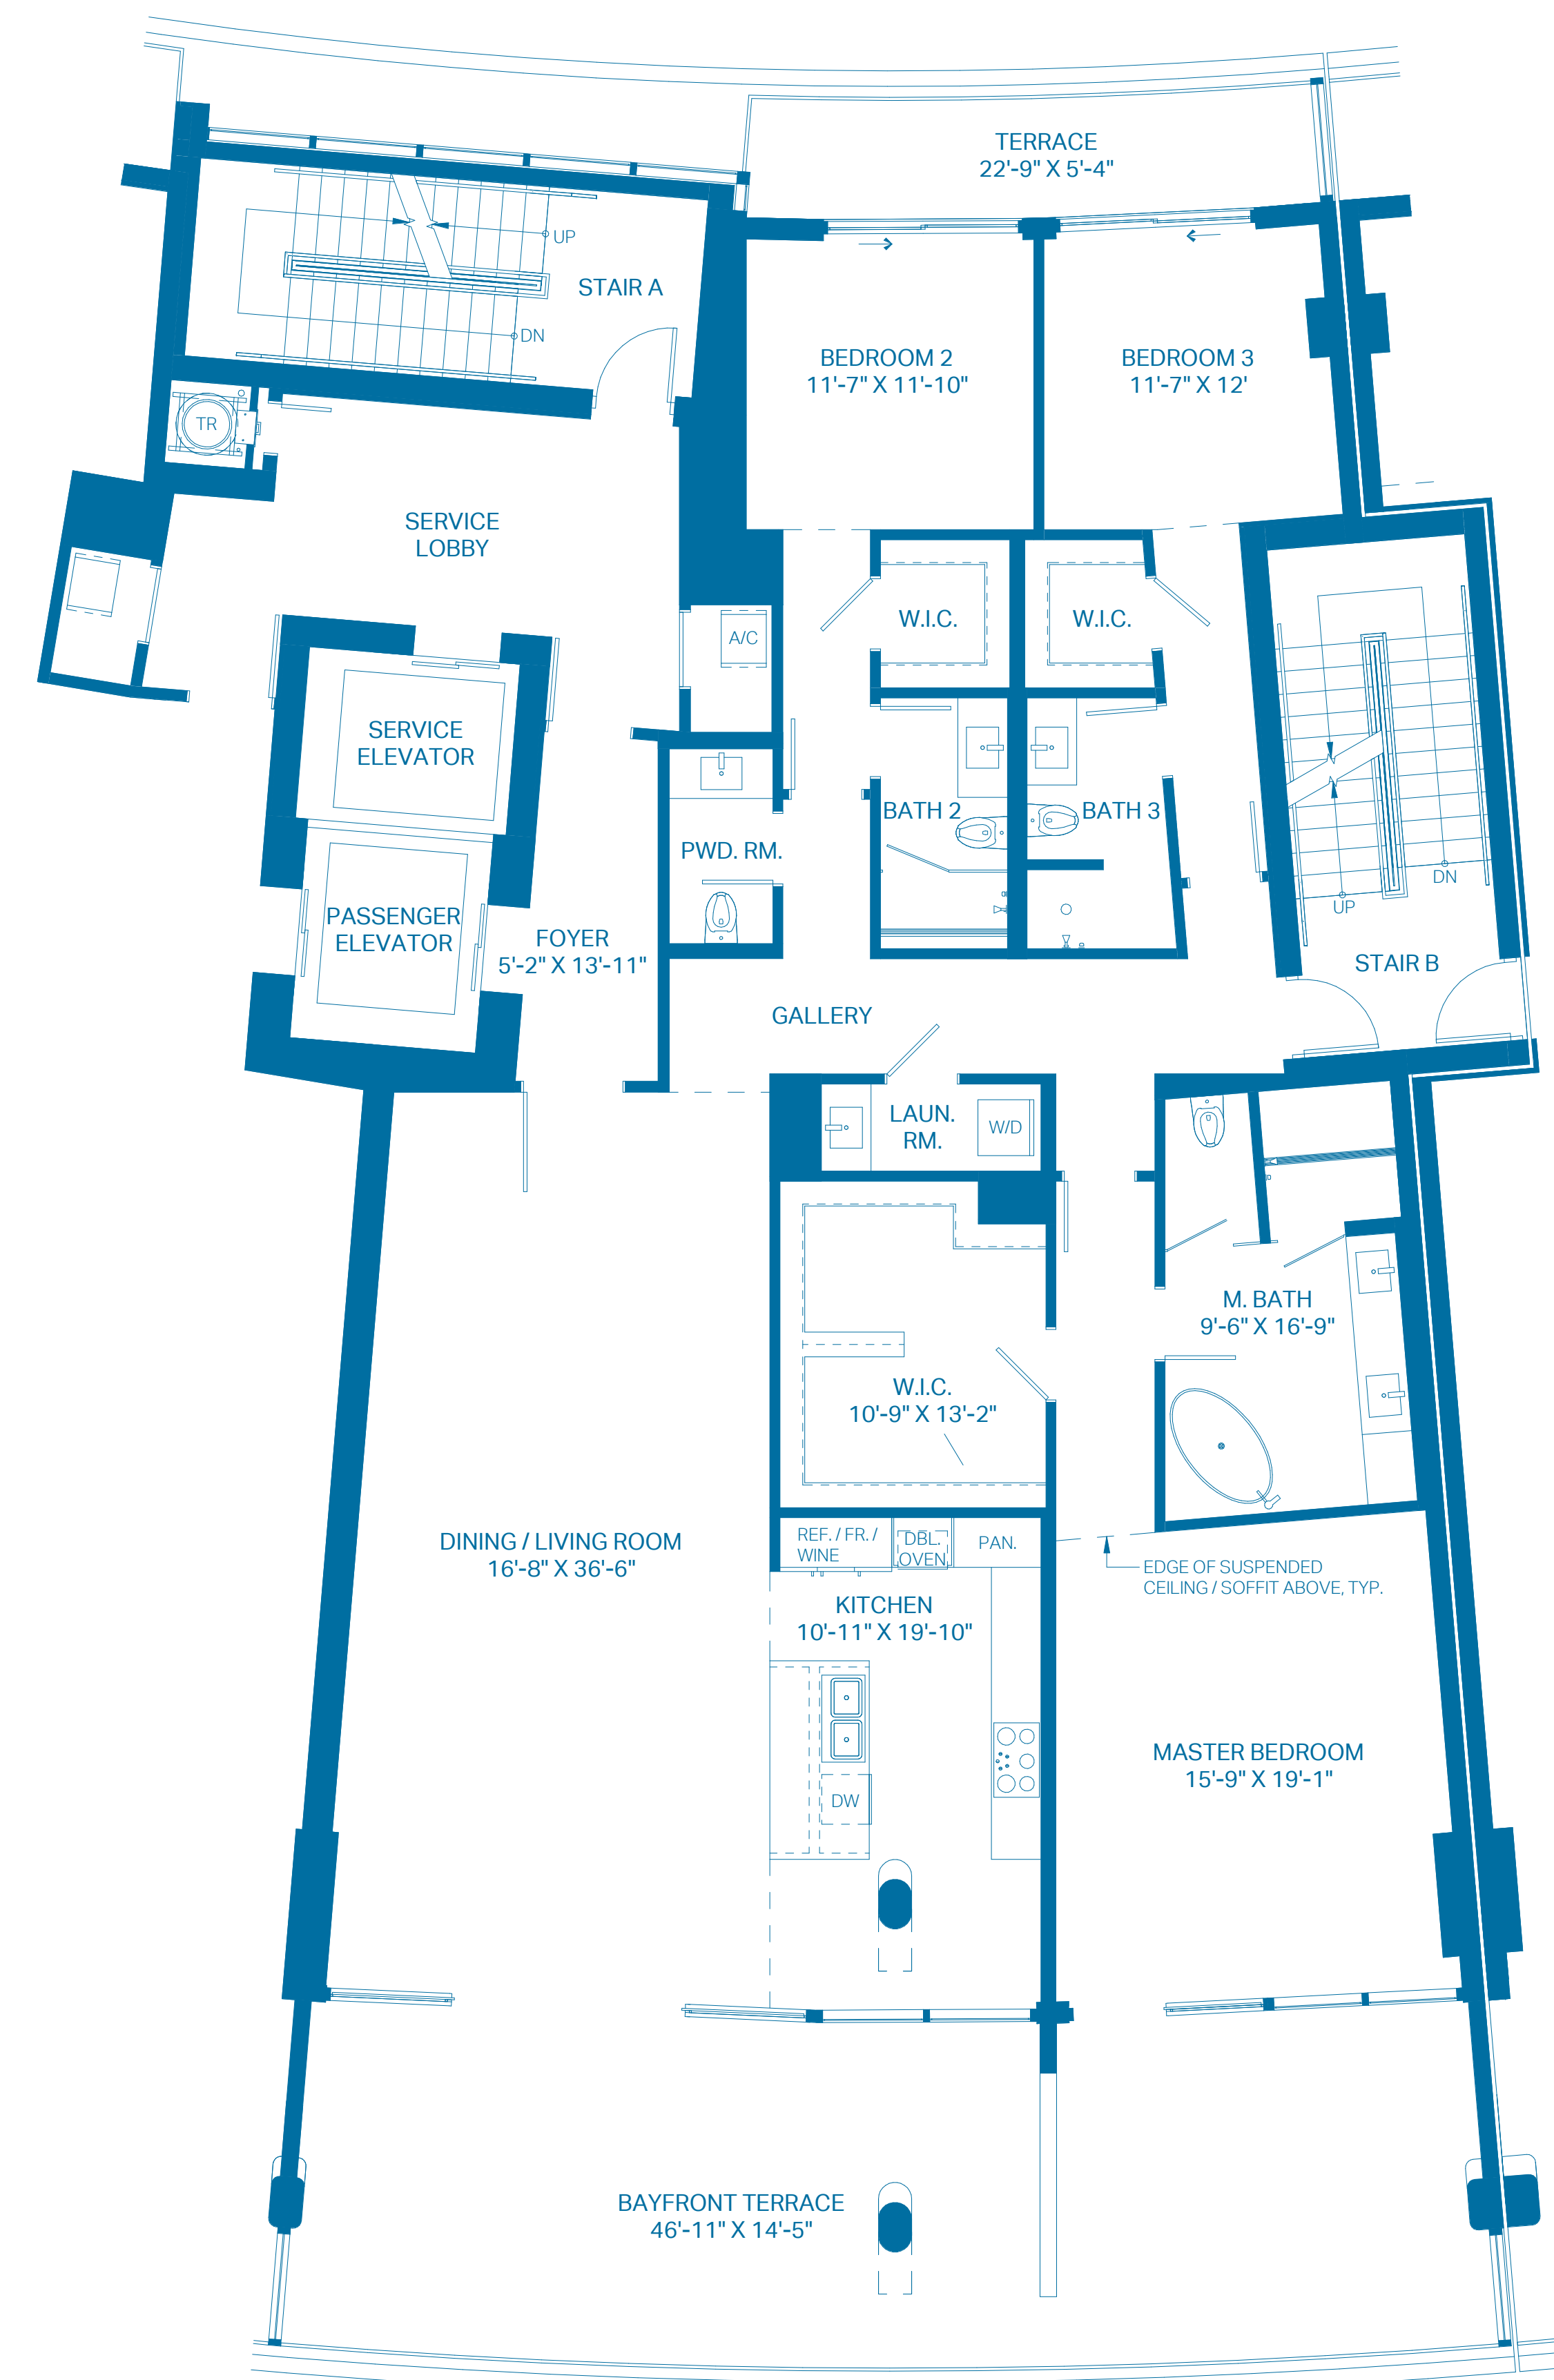 TERRACE
22'-9" X 5'-4"
UP
STAIR A
DN
BEDROOM 2
11'-7" X 11'-10"
BEDROOM 3
11'-7" X 12'
TR
SERVICE
LOBBY
A/C
W.I.C.
W.I.C.
SERVICE
ELEVATOR
BATH 2
BATH 3
PWD. RM.
DN
UP
PASSENGER
ELEVATOR
FOYER
5'-2" X 13'-11"
STAIR B
GALLERY
LAUN.
RM.
W/D
M. BATH
9'-6" X 16'-9"
W.I.C.
10'-9" X 13'-2"
DINING / LIVING ROOM
16'-8" X 36'-6"
REF. / FR. /
WINE
DBL.
OVEN
PAN.
EDGE OF SUSPENDED
CEILING / SOFFIT ABOVE, TYP.
KITCHEN
10'-11" X 19'-10"
DW
MASTER BEDROOM
15'-9" X 19'-1"
BAYFRONT TERRACE
46'-11" X 14'-5"